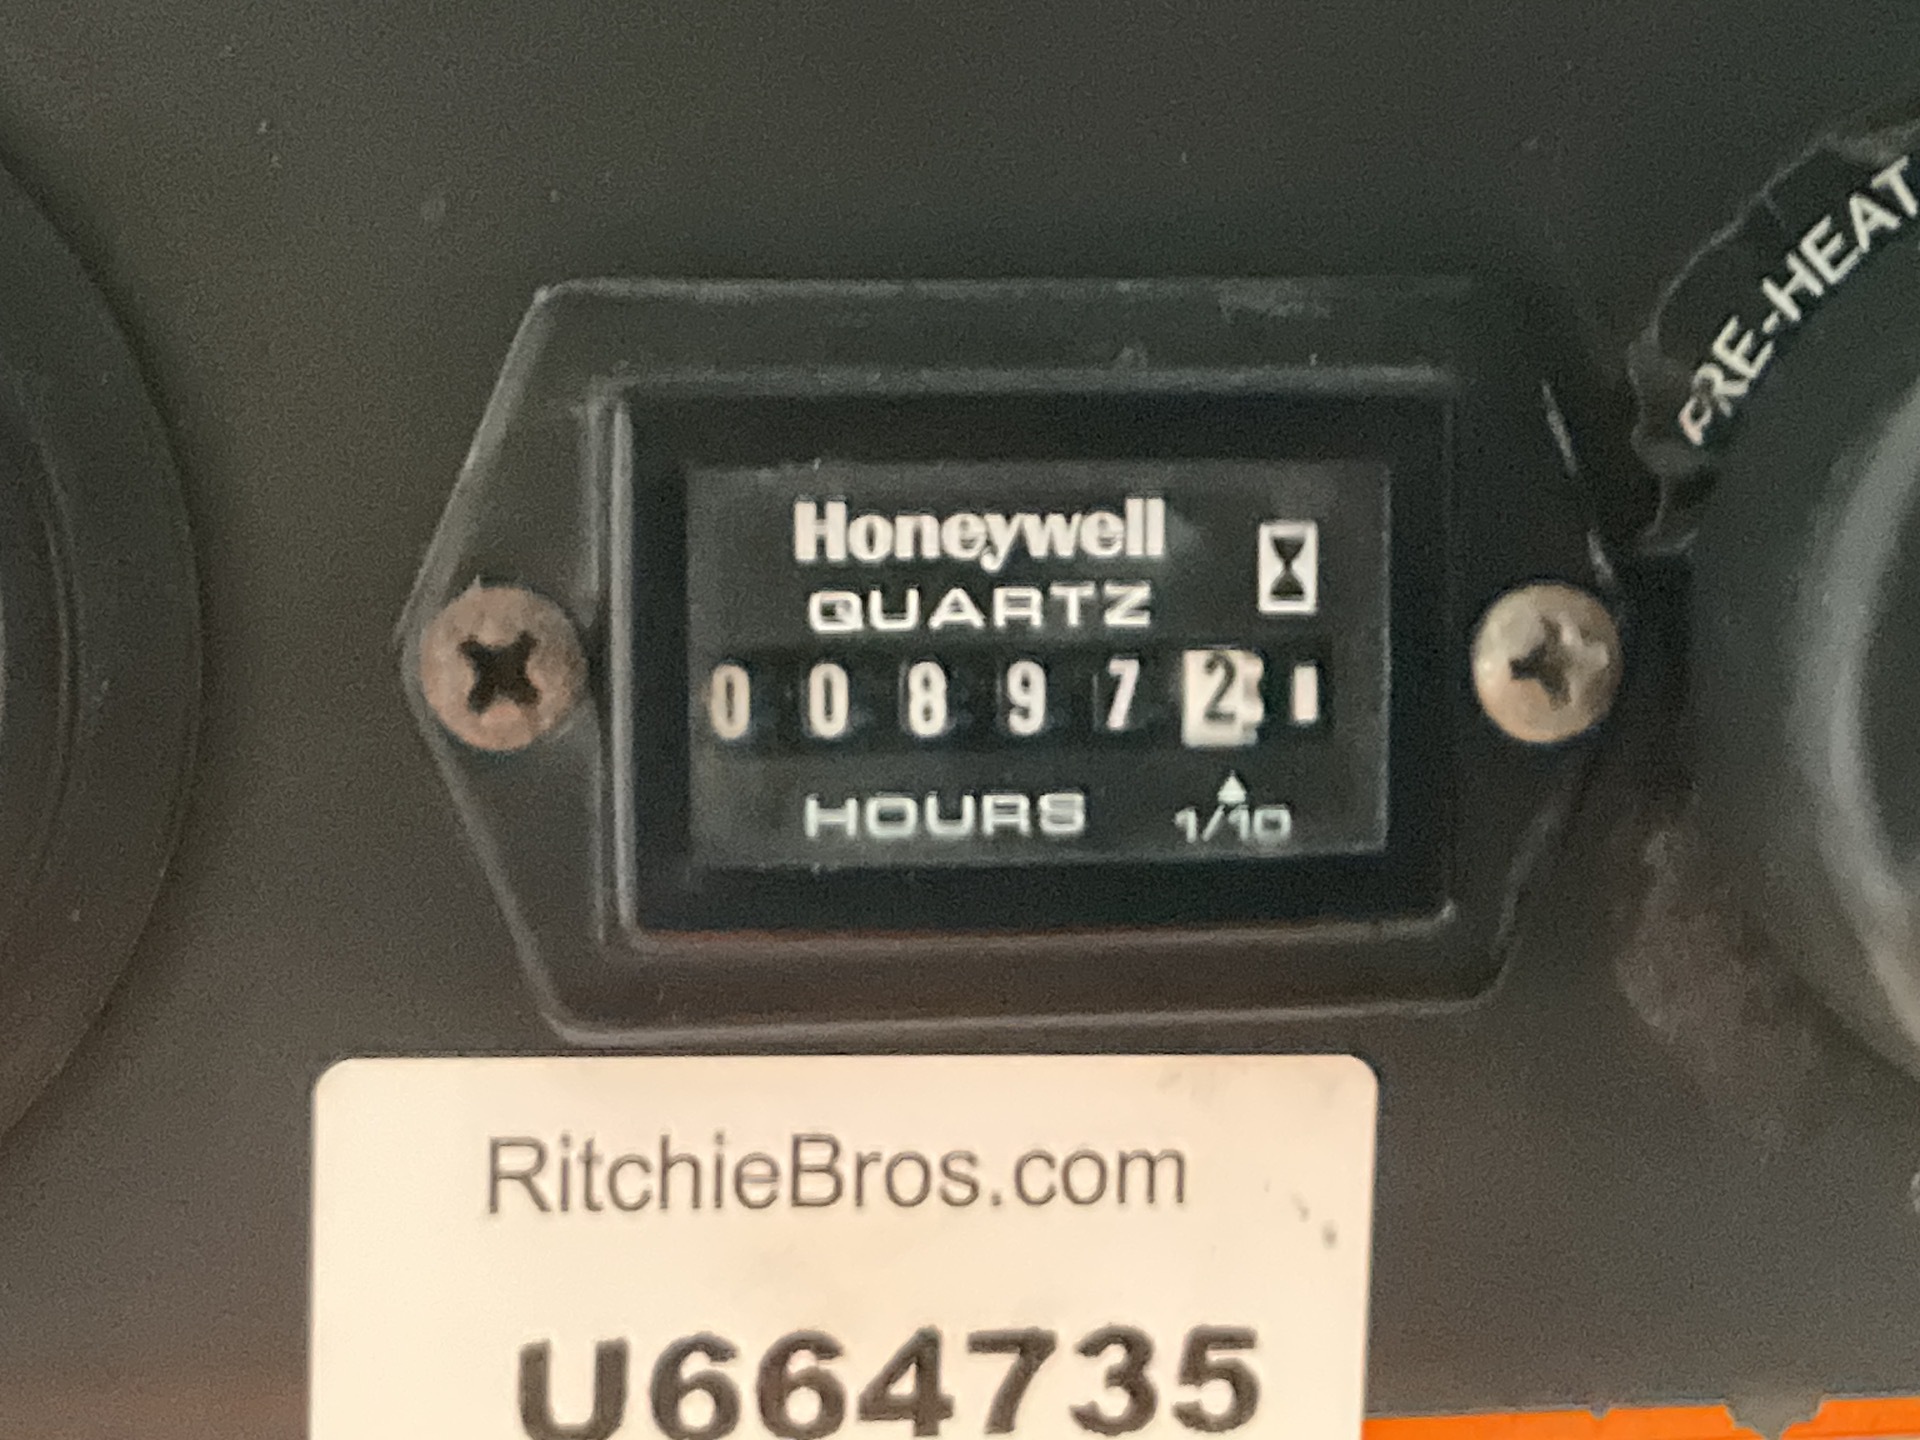 PRE-HEAT
Honeywell
QUARTZ
0 0 8 9 7 2
HOURS 1/10
RitchieBros.com
U664735